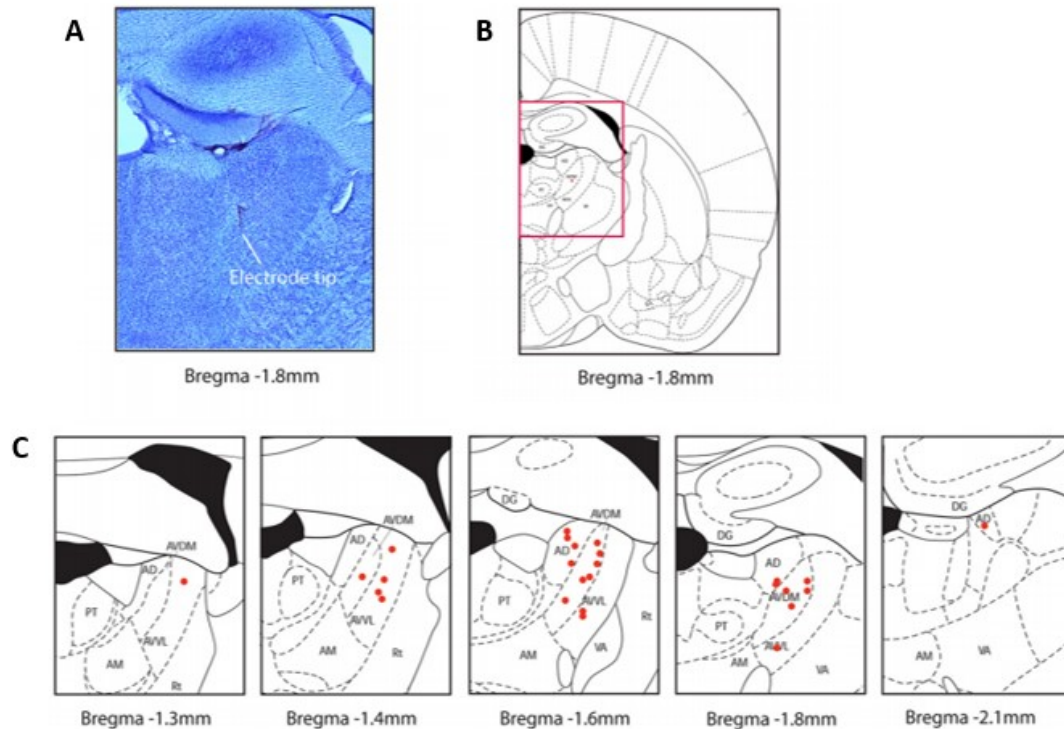 A
B
Electrode tip
Bregma -1.8mm
Bregma -1.8mm
C
AVDM
AD
PT
AVVL
AM
Rt
Bregma -1.3mm
AVDM
AD
PT
AVVL
AM
Rt
Bregma -1.4mm
DG
AVDM
AD
PT
AVVL
AM
VA
Rt
Bregma -1.6mm
DG
AD
AVDM
PT
AVVL
AM
VA
Bregma -1.8mm
DG
AD
AM
VA
Bregma -2.1mm